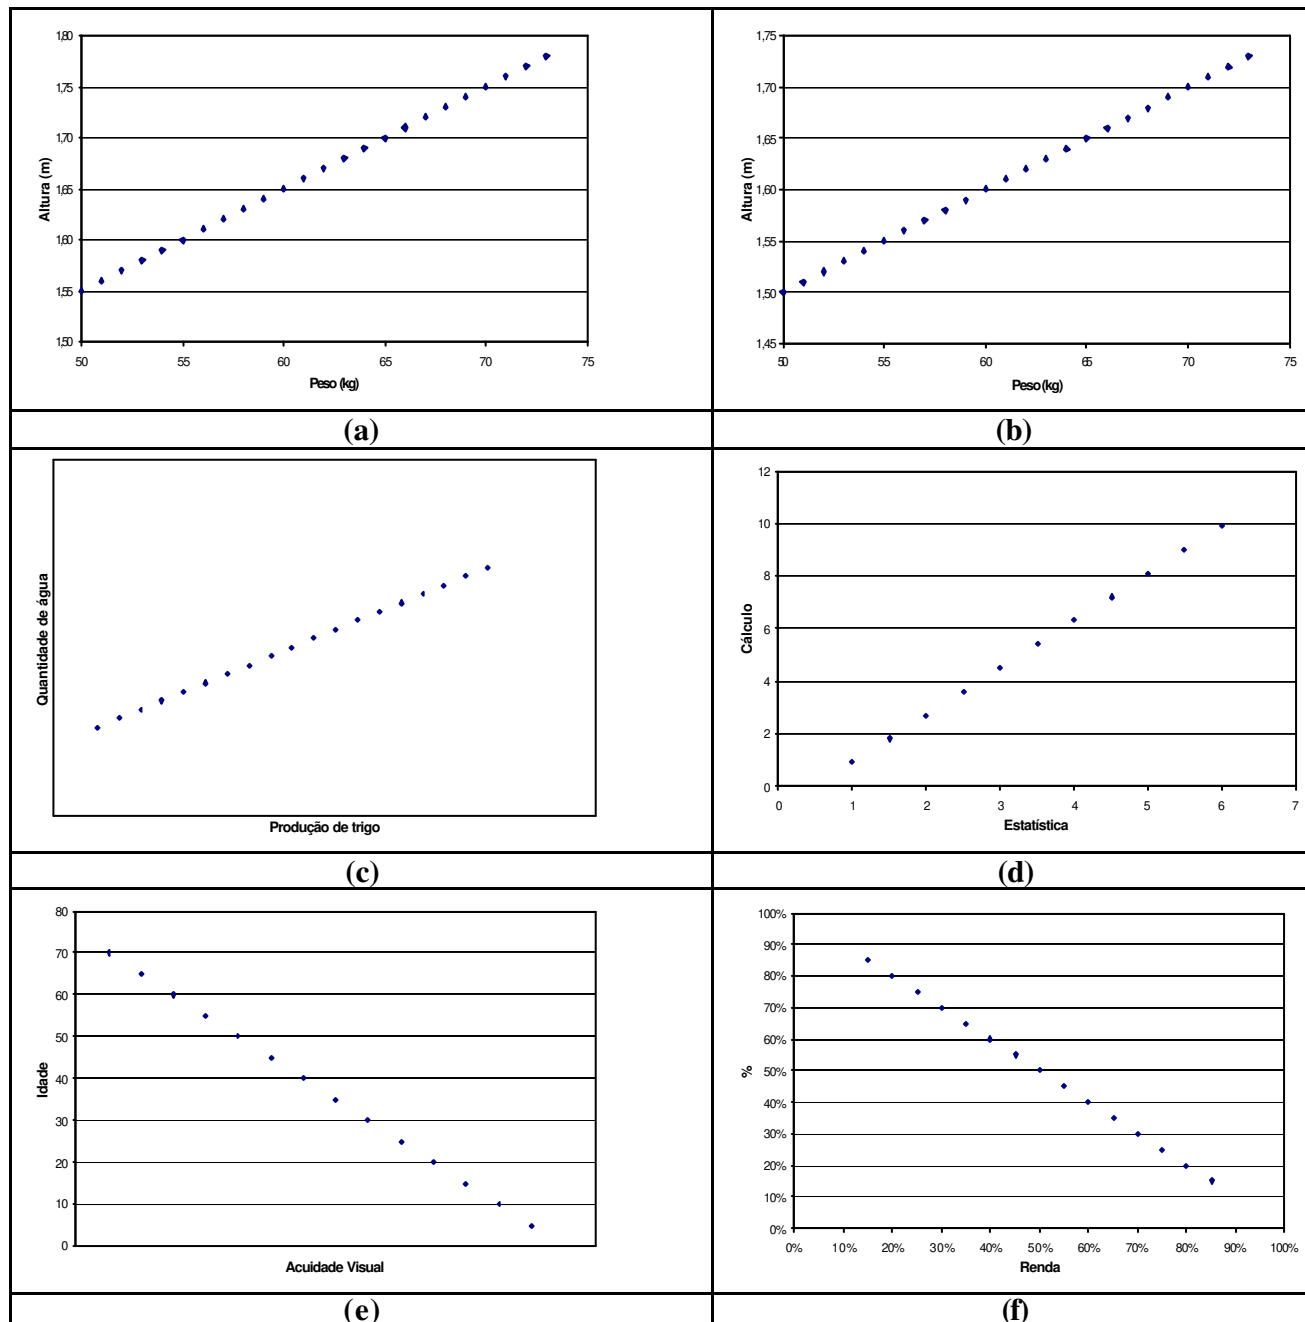 1,80
1,75
1,70
1,65
1,60
1,55
1,50
Altura (m)
50 55 60 65 70 75
Peso (kg)
(a)
1,75
1,70
1,65
1,60
1,55
1,50
1,45
Altura (m)
50 55 60 65 70 75
Peso (kg)
(b)
Quantidade de água
Produção de trigo
(c)
12
10
8
6
4
2
0
Cálculo
0 1 2 3 4 5 6 7
Estatística
(d)
80
70
60
50
40
30
20
10
0
Idade
Acuidade Visual
(e)
100%
90%
80%
70%
60%
50%
40%
30%
20%
10%
0%
%
0% 10% 20% 30% 40% 50% 60% 70% 80% 90% 100%
Renda
(f)